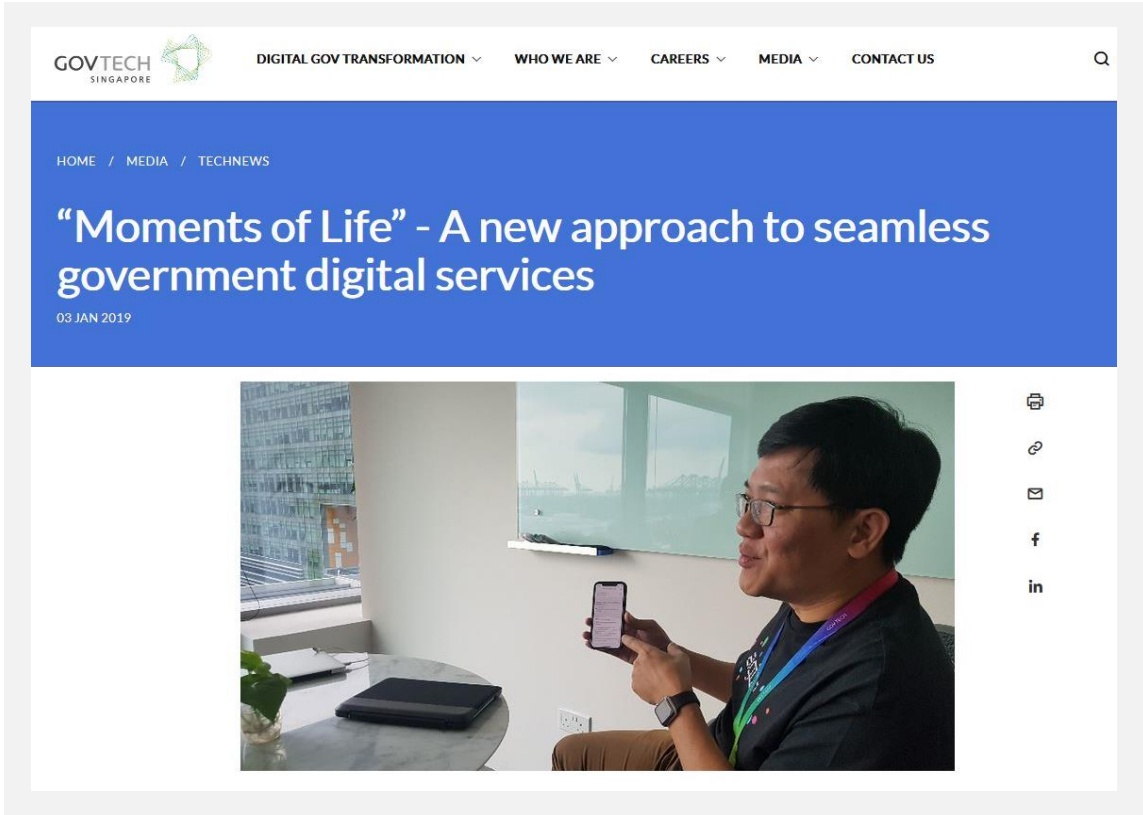 GOVTECH
SINGAPORE
DIGITAL GOV TRANSFORMATION
WHO WE ARE
CAREERS
MEDIA
CONTACT US
HOME / MEDIA / TECHNEWS
“Moments of Life” - A new approach to seamless
government digital services
03 JAN 2019
GOVTECH
f
in